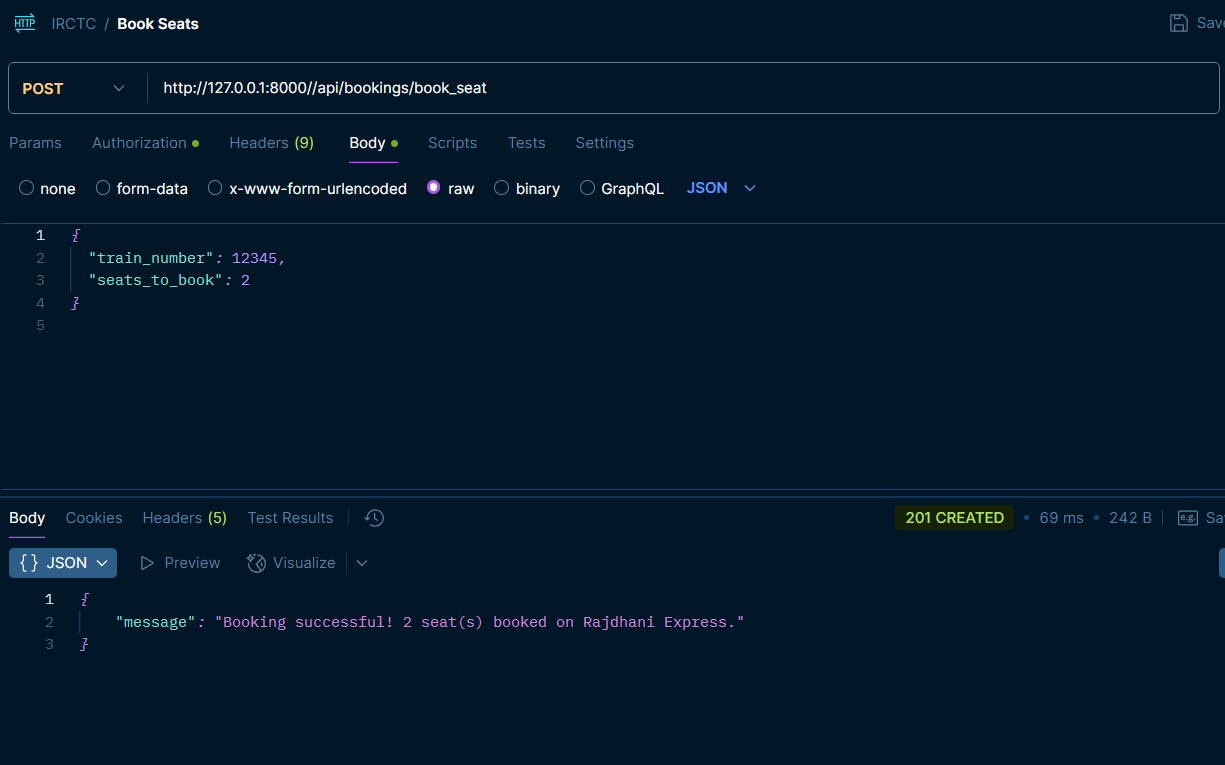 HTTP IRCTC / Book Seats Save
POST http://127.0.0.1:8000//api/bookings/book_seat
Params Authorization Headers (9) Body Scripts Tests Settings
none form-data x-www-form-urlencoded raw binary GraphQL JSON
1 {
2 "train_number": 12345,
3 "seats_to_book": 2
4 }
5
Body Cookies Headers (5) Test Results 201 CREATED • 69 ms • 242 B e.g. Sa
{} JSON Preview Visualize
1 {
2 "message": "Booking successful! 2 seat(s) booked on Rajdhani Express."
3 }